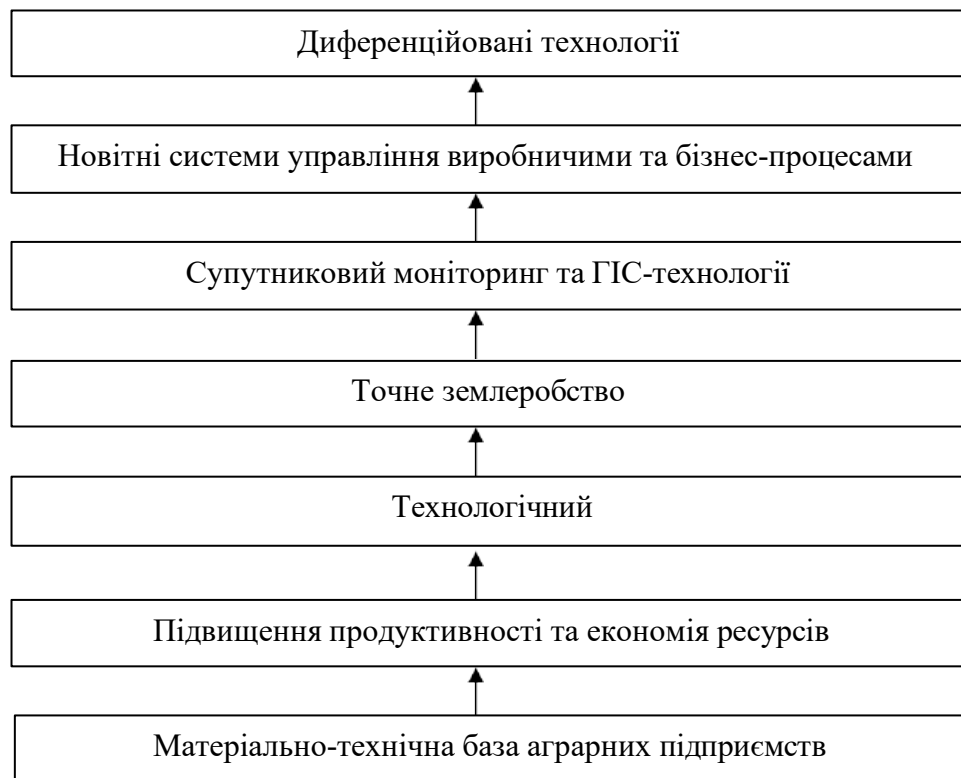 Диференційовані технології
Новітні системи управління виробничими та бізнес-процесами
Супутниковий моніторинг та ГІС-технології
Точне землеробство
Технологічний
Підвищення продуктивності та економія ресурсів
Матеріально-технічна база аграрних підприємств